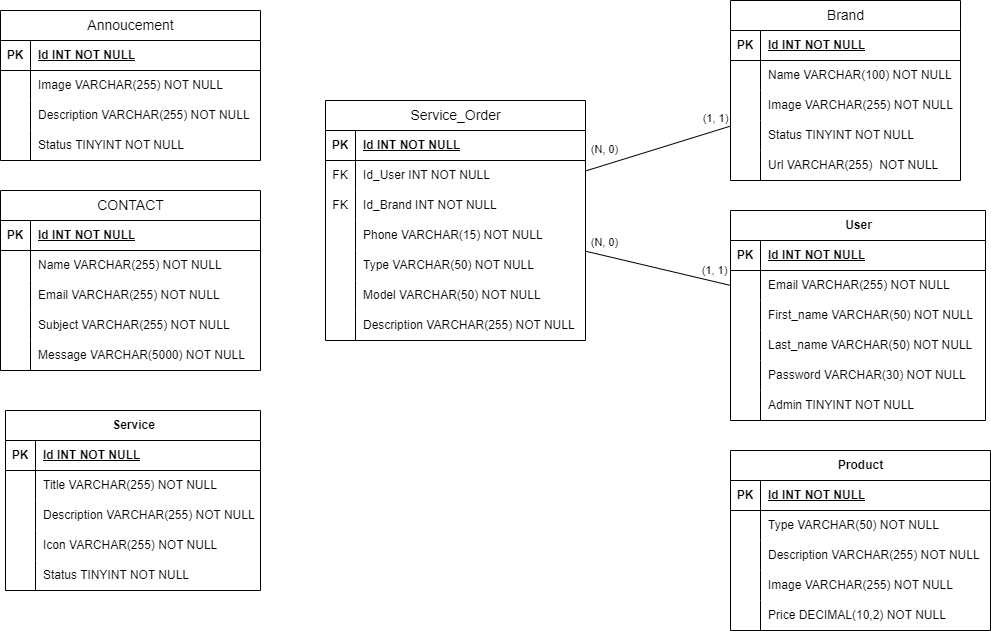 Annoucement
PK Id INT NOT NULL
Image VARCHAR(255) NOT NULL
Description VARCHAR(255) NOT NULL
Status TINYINT NOT NULL
CONTACT
PK Id INT NOT NULL
Name VARCHAR(255) NOT NULL
Email VARCHAR(255) NOT NULL
Subject VARCHAR(255) NOT NULL
Message VARCHAR(5000) NOT NULL
Service
PK Id INT NOT NULL
Title VARCHAR(255) NOT NULL
Description VARCHAR(255) NOT NULL
Icon VARCHAR(255) NOT NULL
Status TINYINT NOT NULL
Service_Order
PK Id INT NOT NULL
FK Id_User INT NOT NULL
FK Id_Brand INT NOT NULL
Phone VARCHAR(15) NOT NULL
Type VARCHAR(50) NOT NULL
Model VARCHAR(50) NOT NULL
Description VARCHAR(255) NOT NULL
(N, 0)
(1, 1)
(N, 0)
(1, 1)
Brand
PK Id INT NOT NULL
Name VARCHAR(100) NOT NULL
Image VARCHAR(255) NOT NULL
Status TINYINT NOT NULL
Url VARCHAR(255)  NOT NULL
User
PK Id INT NOT NULL
Email VARCHAR(255) NOT NULL
First_name VARCHAR(50) NOT NULL
Last_name VARCHAR(50) NOT NULL
Password VARCHAR(30) NOT NULL
Admin TINYINT NOT NULL
Product
PK Id INT NOT NULL
Type VARCHAR(50) NOT NULL
Description VARCHAR(255) NOT NULL
Image VARCHAR(255) NOT NULL
Price DECIMAL(10,2) NOT NULL